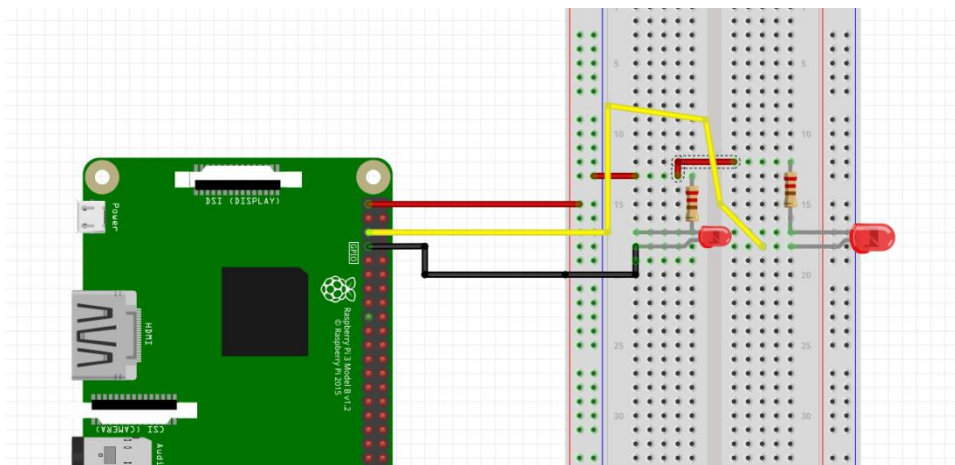 5
5
10
10
15
15
20
25
25
30
30
Power
DSI (DISPLAY)
GPIO
HDMI
Raspberry Pi 3 Model B v1.2
© Raspberry Pi 2015
CSI (CAMERA)
Audi